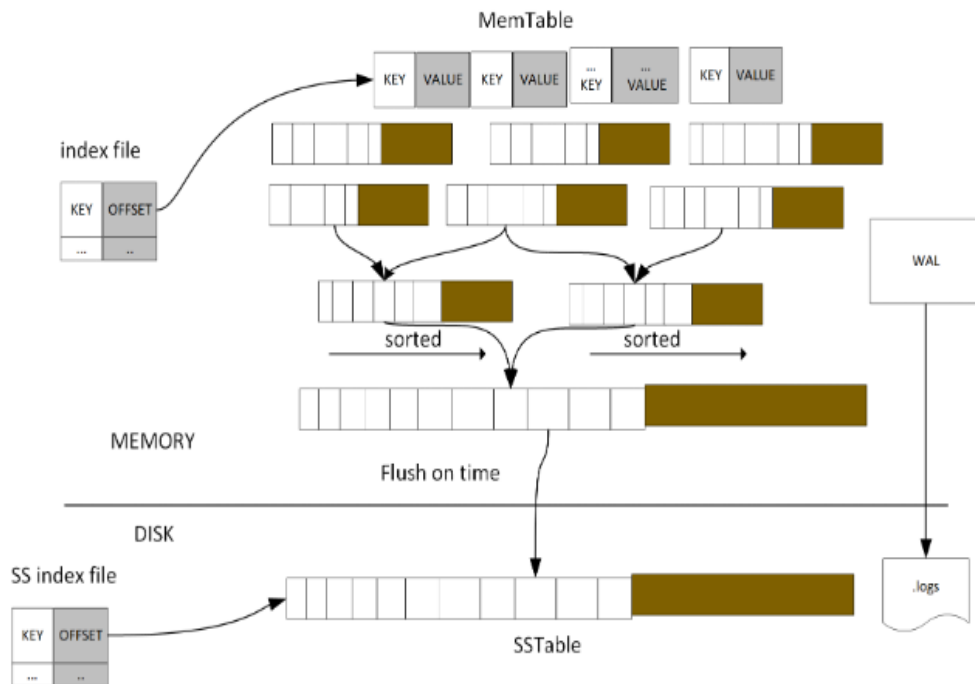 MemTable
KEY VALUE KEY VALUE ... KEY ... VALUE KEY VALUE
index file
KEY OFFSET
... ..
WAL
sorted sorted
MEMORY
Flush on time
DISK
SS index file
.logs
KEY OFFSET
SSTable
... ..